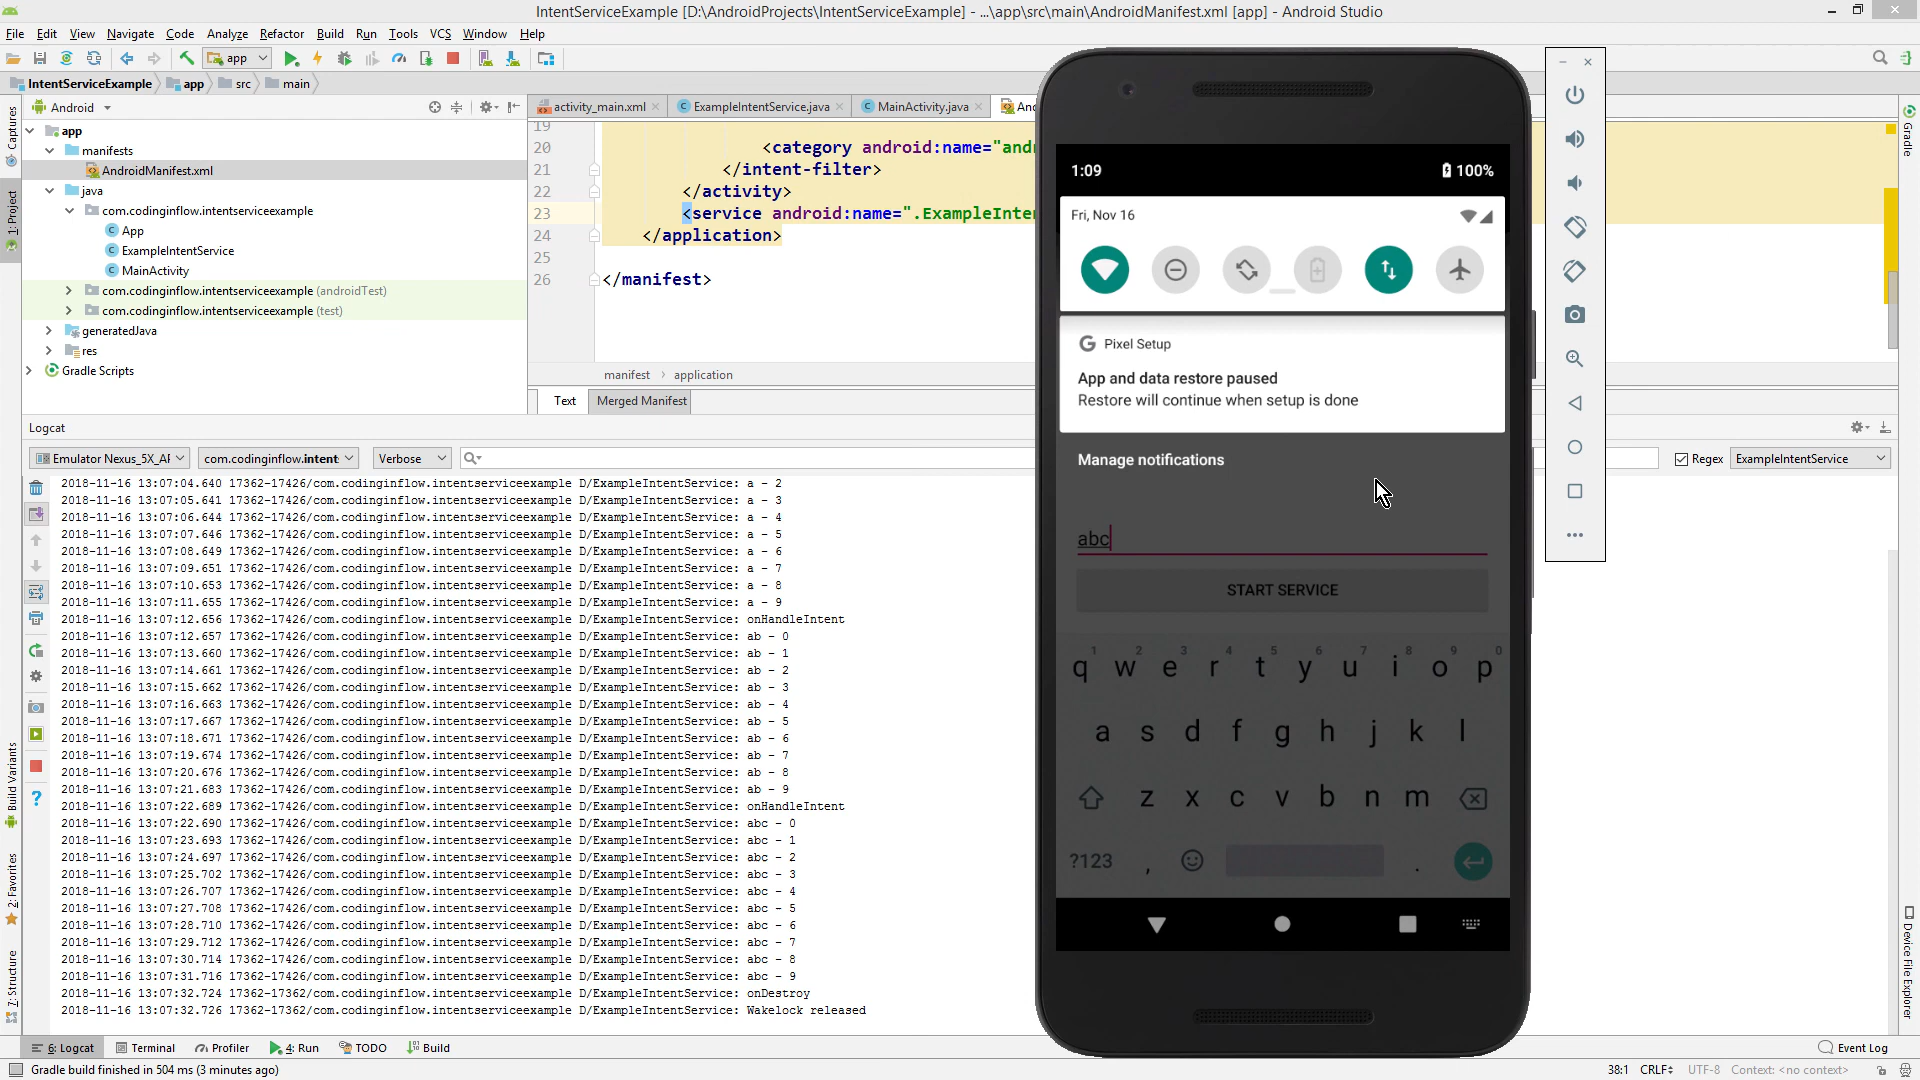 IntentServiceExample [D:\AndroidProjects\IntentServiceExample] - ...\app\src\main\AndroidManifest.xml [app] - Android Studio
File Edit View Navigate Code Analyze Refactor Build Run Tools VCS Window Help
app
IntentServiceExample app src main
Android
activity_main.xml ExampleIntentService.java MainActivity.java
Captures
1: Project
Build Variants
2: Favorites
7: Structure
Gradle
Device File Explorer
app
manifests
AndroidManifest.xml
java
com.codinginflow.intentserviceexample
App
ExampleIntentService
MainActivity
com.codinginflow.intentserviceexample (androidTest)
com.codinginflow.intentserviceexample (test)
generatedJava
res
Gradle Scripts
19
20 <category android:name="and
21 </intent-filter>
22 </activity>
23 <service android:name=".ExampleInte
24 </application>
25
26 </manifest>
manifest › application
Text Merged Manifest
Logcat
Emulator Nexus_5X_AF com.codinginflow.intent Verbose Regex ExampleIntentService
2018-11-16 13:07:04.640 17362-17426/com.codinginflow.intentserviceexample D/ExampleIntentService: a - 2
2018-11-16 13:07:05.641 17362-17426/com.codinginflow.intentserviceexample D/ExampleIntentService: a - 3
2018-11-16 13:07:06.644 17362-17426/com.codinginflow.intentserviceexample D/ExampleIntentService: a - 4
2018-11-16 13:07:07.646 17362-17426/com.codinginflow.intentserviceexample D/ExampleIntentService: a - 5
2018-11-16 13:07:08.649 17362-17426/com.codinginflow.intentserviceexample D/ExampleIntentService: a - 6
2018-11-16 13:07:09.651 17362-17426/com.codinginflow.intentserviceexample D/ExampleIntentService: a - 7
2018-11-16 13:07:10.653 17362-17426/com.codinginflow.intentserviceexample D/ExampleIntentService: a - 8
2018-11-16 13:07:11.655 17362-17426/com.codinginflow.intentserviceexample D/ExampleIntentService: a - 9
2018-11-16 13:07:12.656 17362-17426/com.codinginflow.intentserviceexample D/ExampleIntentService: onHandleIntent
2018-11-16 13:07:12.657 17362-17426/com.codinginflow.intentserviceexample D/ExampleIntentService: ab - 0
2018-11-16 13:07:13.660 17362-17426/com.codinginflow.intentserviceexample D/ExampleIntentService: ab - 1
2018-11-16 13:07:14.661 17362-17426/com.codinginflow.intentserviceexample D/ExampleIntentService: ab - 2
2018-11-16 13:07:15.662 17362-17426/com.codinginflow.intentserviceexample D/ExampleIntentService: ab - 3
2018-11-16 13:07:16.663 17362-17426/com.codinginflow.intentserviceexample D/ExampleIntentService: ab - 4
2018-11-16 13:07:17.667 17362-17426/com.codinginflow.intentserviceexample D/ExampleIntentService: ab - 5
2018-11-16 13:07:18.671 17362-17426/com.codinginflow.intentserviceexample D/ExampleIntentService: ab - 6
2018-11-16 13:07:19.674 17362-17426/com.codinginflow.intentserviceexample D/ExampleIntentService: ab - 7
2018-11-16 13:07:20.676 17362-17426/com.codinginflow.intentserviceexample D/ExampleIntentService: ab - 8
2018-11-16 13:07:21.683 17362-17426/com.codinginflow.intentserviceexample D/ExampleIntentService: ab - 9
2018-11-16 13:07:22.689 17362-17426/com.codinginflow.intentserviceexample D/ExampleIntentService: onHandleIntent
2018-11-16 13:07:22.690 17362-17426/com.codinginflow.intentserviceexample D/ExampleIntentService: abc - 0
2018-11-16 13:07:23.693 17362-17426/com.codinginflow.intentserviceexample D/ExampleIntentService: abc - 1
2018-11-16 13:07:24.697 17362-17426/com.codinginflow.intentserviceexample D/ExampleIntentService: abc - 2
2018-11-16 13:07:25.702 17362-17426/com.codinginflow.intentserviceexample D/ExampleIntentService: abc - 3
2018-11-16 13:07:26.707 17362-17426/com.codinginflow.intentserviceexample D/ExampleIntentService: abc - 4
2018-11-16 13:07:27.708 17362-17426/com.codinginflow.intentserviceexample D/ExampleIntentService: abc - 5
2018-11-16 13:07:28.710 17362-17426/com.codinginflow.intentserviceexample D/ExampleIntentService: abc - 6
2018-11-16 13:07:29.712 17362-17426/com.codinginflow.intentserviceexample D/ExampleIntentService: abc - 7
2018-11-16 13:07:30.714 17362-17426/com.codinginflow.intentserviceexample D/ExampleIntentService: abc - 8
2018-11-16 13:07:31.716 17362-17426/com.codinginflow.intentserviceexample D/ExampleIntentService: abc - 9
2018-11-16 13:07:32.724 17362-17362/com.codinginflow.intentserviceexample D/ExampleIntentService: onDestroy
2018-11-16 13:07:32.726 17362-17362/com.codinginflow.intentserviceexample D/ExampleIntentService: Wakelock released
1:09 100%
Fri, Nov 16
G Pixel Setup
App and data restore paused
Restore will continue when setup is done
Manage notifications
abc
START SERVICE
1 2 3 4 5 6 7 8 9 0
q w e r t y u i o p
a s d f g h j k l
z x c v b n m
?123 , .
6: Logcat Terminal Profiler 4: Run TODO Build Event Log
Gradle build finished in 504 ms (3 minutes ago) 38:1 CRLF UTF-8 Context: <no context>